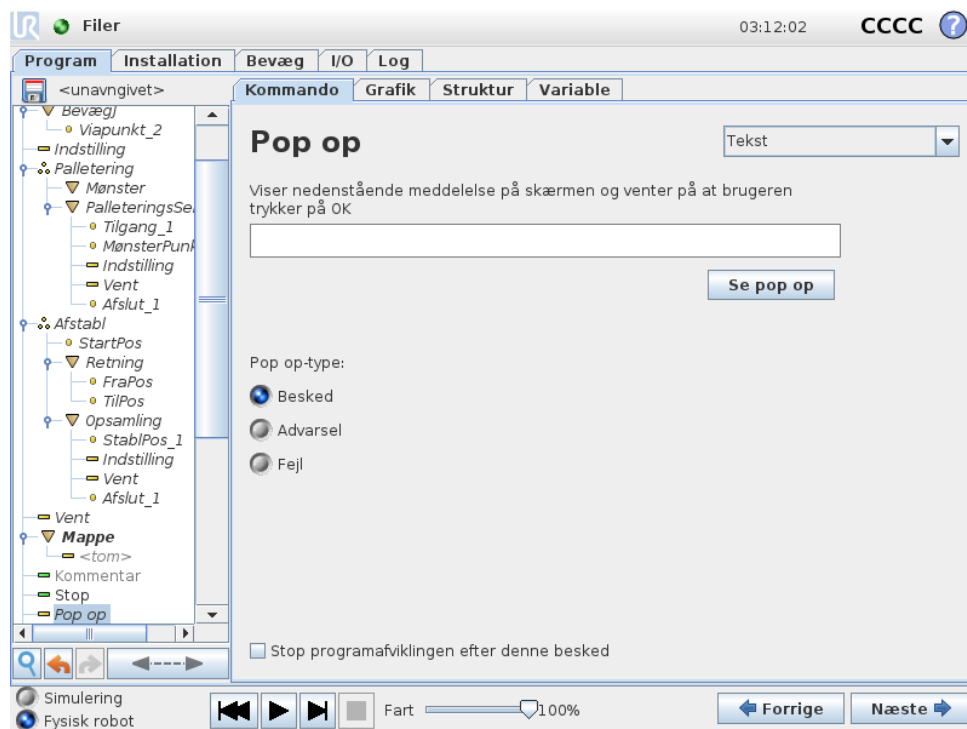 UR Filer 03:12:02 CCCC ?
Program Installation Bevæg I/O Log
<unavngivet>
Kommando Grafik Struktur Variable
BevægJ
Viapunkt_2
Indstilling
Palletering
Mønster
PalleteringsSe
Tilgang_1
MønsterPunk
Indstilling
Vent
Afslut_1
Afstabl
StartPos
Retning
FraPos
TilPos
Opsamling
StablPos_1
Indstilling
Vent
Afslut_1
Vent
Mappe
<tom>
Kommentar
Stop
Pop op
Pop op
Tekst
Viser nedenstående meddelelse på skærmen og venter på at brugeren
trykker på OK
Se pop op
Pop op-type:
Besked
Advarsel
Fejl
Stop programafviklingen efter denne besked
Simulering
Fysisk robot
Fart 100%
Forrige Næste